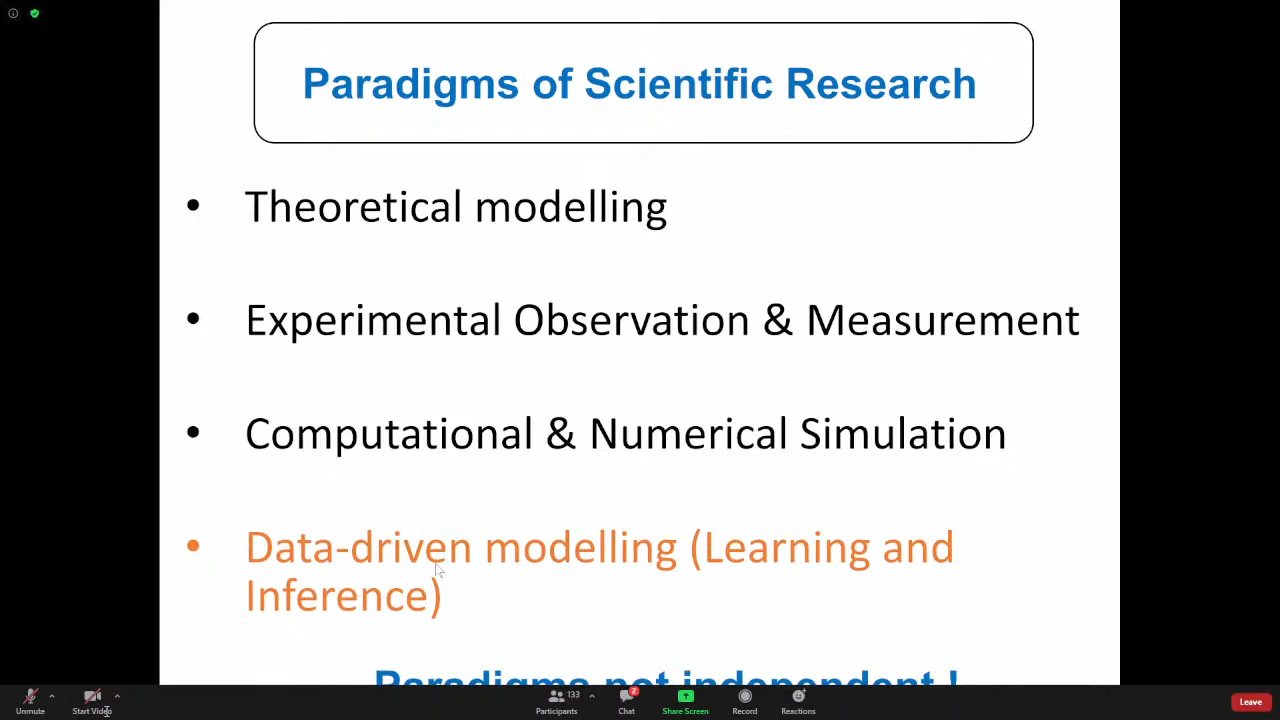 Paradigms of Scientific Research
• Theoretical modelling
• Experimental Observation & Measurement
• Computational & Numerical Simulation
• Data-driven modelling (Learning and
Inference)
Paradigms not independent !
Unmute
Start Video
Participants
133
Chat
2
Share Screen
Record
Reactions
Leave